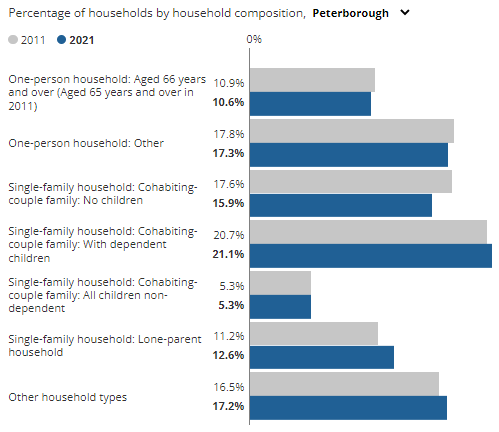 Percentage of households by household composition, Peterborough
2011 2021
0%
One-person household: Aged 66 years
and over (Aged 65 years and over in
2011)
10.9%
10.6%
One-person household: Other
17.8%
17.3%
Single-family household: Cohabiting-
couple family: No children
17.6%
15.9%
Single-family household: Cohabiting-
couple family: With dependent
children
20.7%
21.1%
Single-family household: Cohabiting-
couple family: All children non-
dependent
5.3%
5.3%
Single-family household: Lone-parent
household
11.2%
12.6%
Other household types
16.5%
17.2%